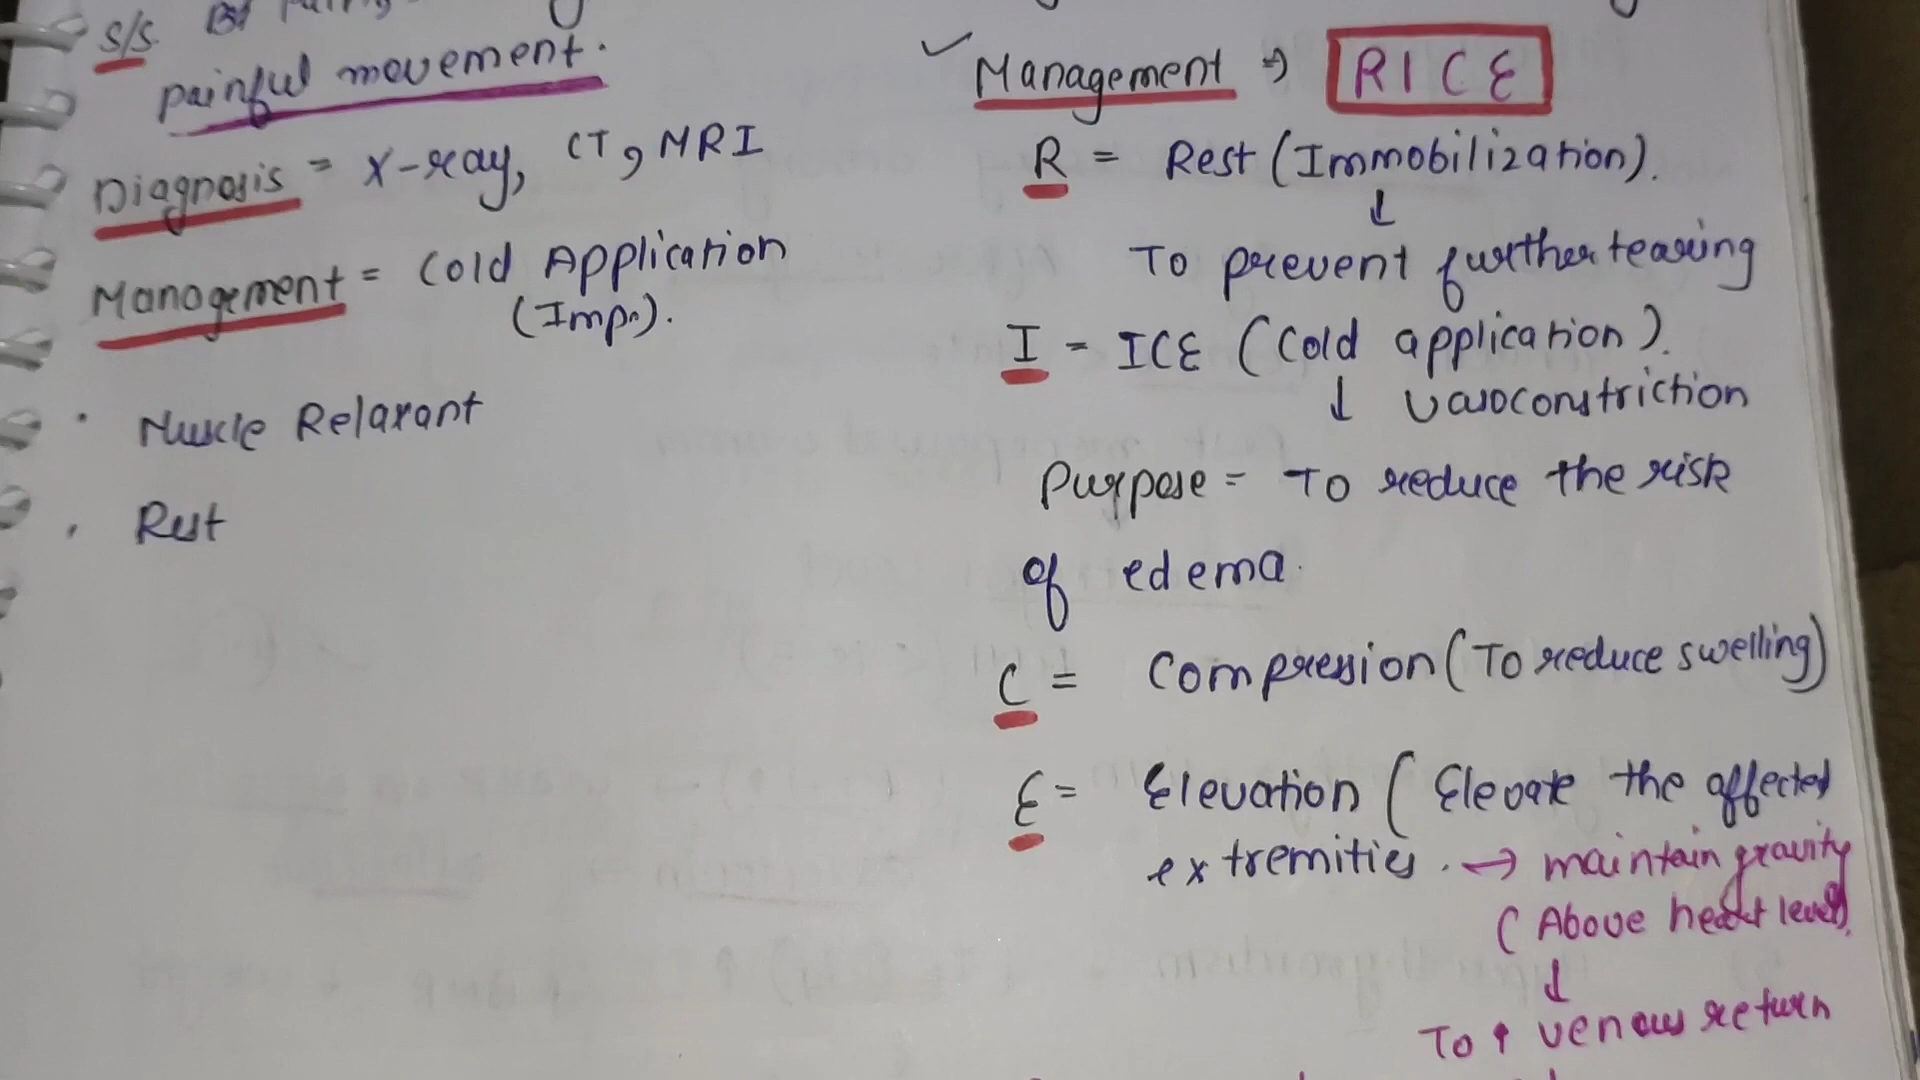 S/S.
painful movement.
Diagnosis = X-ray, CT, MRI
Management = Cold Application
(Imp.).
• Muscle Relaxant
• Rest
✓ Management → RICE
R = Rest (Immobilization).
↓
To prevent further tearing
I = ICE (Cold application).
↓ Vasoconstriction
Purpose = To reduce the risk
of edema.
C = Compression (To reduce swelling)
E = Elevation ( Elevate the affected
extremities. → maintain gravity
( Above heart level).
↓
To ↑ venous return